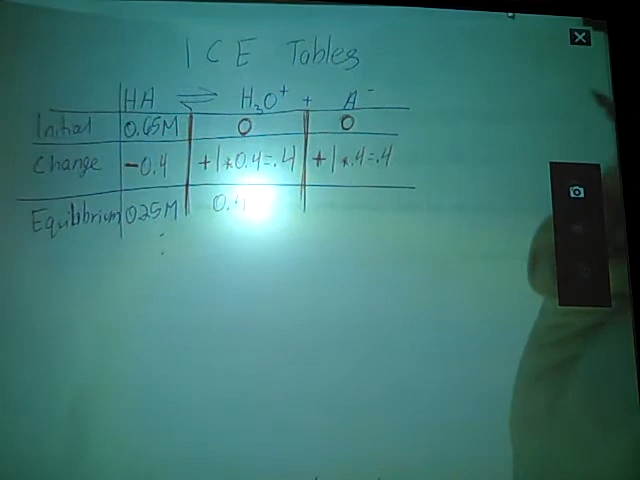 ICE Tables
HA ⇌ H₃O⁺ + A⁻
Initial 0.65M 0 0
Change -0.4 +1*0.4=.4 +1*.4=.4
Equilibrium 0.25M